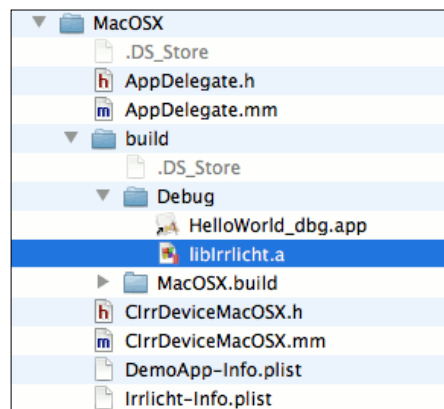 MacOSX
.DS_Store
h AppDelegate.h
m AppDelegate.mm
build
.DS_Store
Debug
HelloWorld_dbg.app
libIrrlicht.a
MacOSX.build
h CIrrDeviceMacOSX.h
m CIrrDeviceMacOSX.mm
DemoApp-Info.plist
Irrlicht-Info.plist